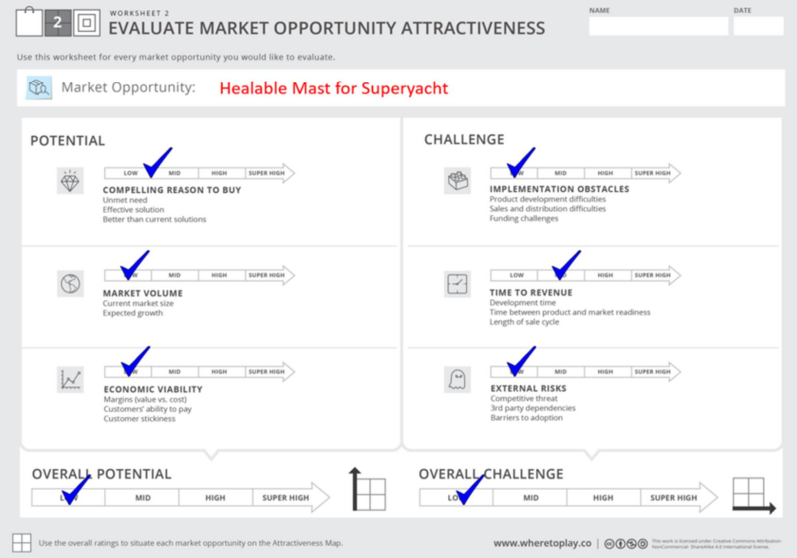 WORKSHEET 2
2
EVALUATE MARKET OPPORTUNITY ATTRACTIVENESS
NAME
DATE
Use this worksheet for every market opportunity you would like to evaluate.
Market Opportunity: Healable Mast for Superyacht
POTENTIAL
LOW MID HIGH SUPER HIGH
COMPELLING REASON TO BUY
Unmet need
Effective solution
Better than current solutions
MID HIGH SUPER HIGH
MARKET VOLUME
Current market size
Expected growth
MID HIGH SUPER HIGH
ECONOMIC VIABILITY
Margins (value vs. cost)
Customers' ability to pay
Customer stickiness
CHALLENGE
MID HIGH SUPER HIGH
IMPLEMENTATION OBSTACLES
Product development difficulties
Sales and distribution difficulties
Funding challenges
LOW HIGH SUPER HIGH
TIME TO REVENUE
Development time
Time between product and market readiness
Length of sale cycle
MID HIGH SUPER HIGH
EXTERNAL RISKS
Competitive threat
3rd party dependencies
Barriers to adoption
OVERALL POTENTIAL
MID HIGH SUPER HIGH
OVERALL CHALLENGE
MID HIGH SUPER HIGH
Use the overall ratings to situate each market opportunity on the Attractiveness Map.
www.wheretoplay.co
This work is licensed under Creative Commons Attribution-
NonCommercial- ShareAlike 4.0 International license.